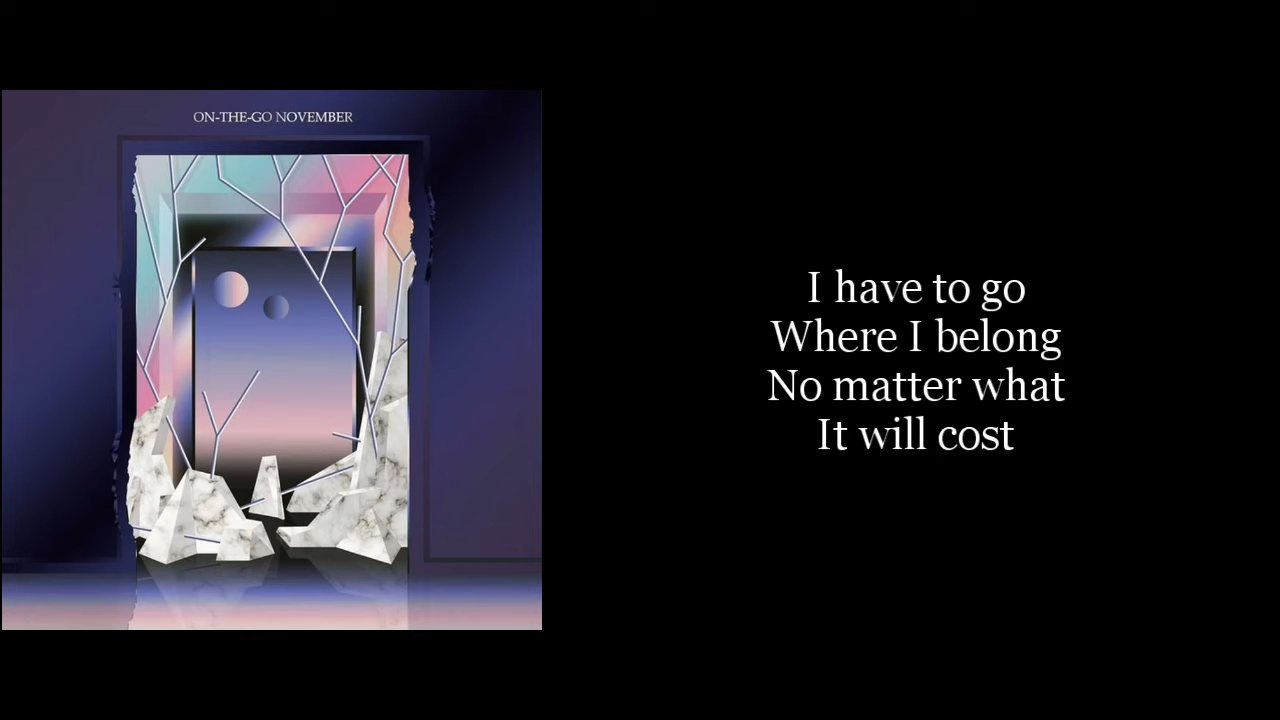 ON-THE-GO NOVEMBER
I have to go
Where I belong
No matter what
It will cost